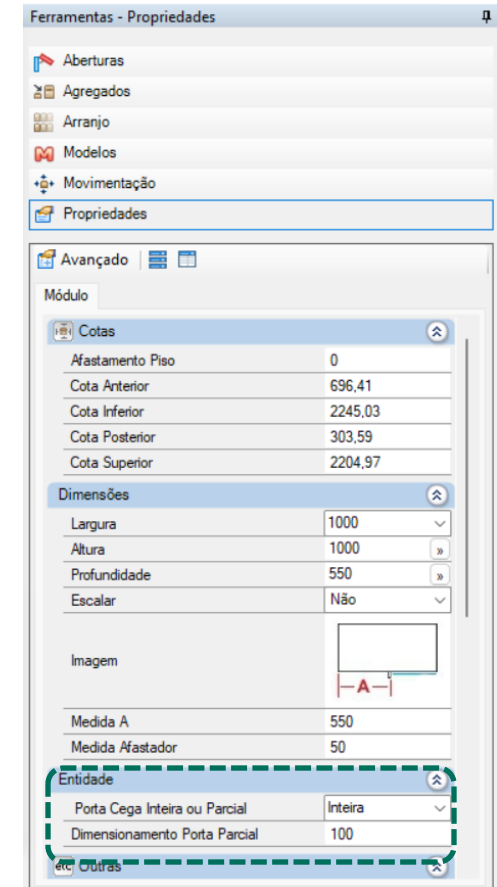 Ferramentas - Propriedades
Aberturas
Agregados
Arranjo
Modelos
Movimentação
Propriedades
Avançado
Módulo
Cotas
Afastamento Piso 0
Cota Anterior 696,41
Cota Inferior 2245,03
Cota Posterior 303,59
Cota Superior 2204,97
Dimensões
Largura 1000
Altura 1000 »
Profundidade 550 »
Escalar Não
Imagem
A
Medida A 550
Medida Afastador 50
Entidade
Porta Cega Inteira ou Parcial Inteira
Dimensionamento Porta Parcial 100
etc Outras